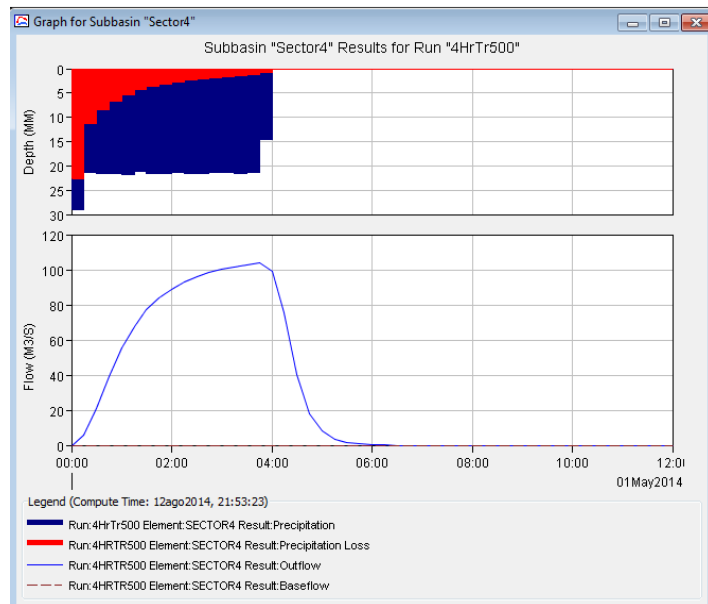 Graph for Subbasin "Sector4"
Subbasin "Sector4" Results for Run "4HrTr500"
Depth (MM)
0
5
10
15
20
25
30
Flow (M3/S)
120
100
80
60
40
20
0
00:00 02:00 04:00 06:00 08:00 10:00 12:0
01May2014
Legend (Compute Time: 12ago2014, 21:53:23)
Run:4HrTr500 Element:SECTOR4 Result:Precipitation
Run:4HRTR500 Element:SECTOR4 Result:Precipitation Loss
Run:4HRTR500 Element:SECTOR4 Result:Outflow
Run:4HRTR500 Element:SECTOR4 Result:Baseflow